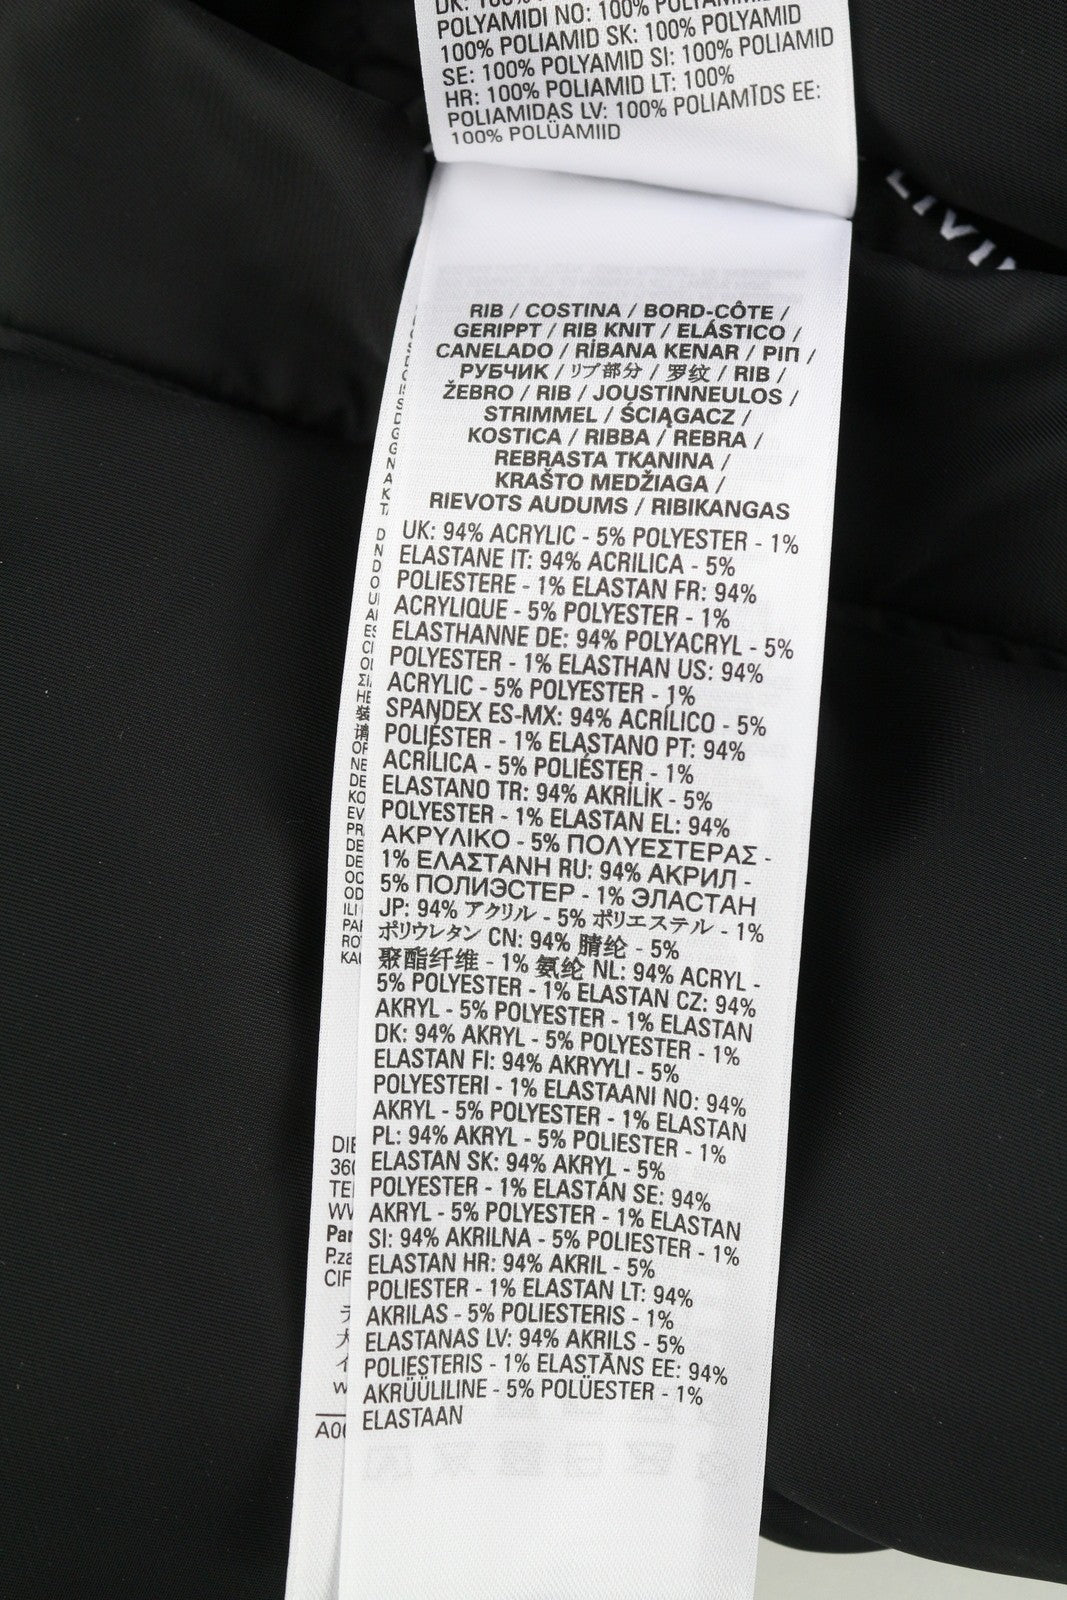 DK: 100%
POLYAMIDI NO: 100% POLYAMID
100% POLIAMID SK: 100% POLYAMID
SE: 100% POLYAMID SI: 100% POLIAMID
HR: 100% POLIAMID LT: 100%
POLIAMIDAS LV: 100% POLIAMĪDS EE:
100% POLÜAMIID
RIB / COSTINA / BORD-CÔTE /
GERIPPT / RIB KNIT / ELÁSTICO /
CANELADO / RİBANA KENAR / ΡΙΠ /
РУБЧИК / リブ部分 / 罗纹 / RIB /
ŽEBRO / RIB / JOUSTINNEULOS /
STRIMMEL / ŚCIĄGACZ /
KOSTICA / RIBBA / REBRA /
REBRASTA TKANINA /
KRAŠTO MEDŽIAGA /
RIEVOTS AUDUMS / RIBIKANGAS
UK: 94% ACRYLIC - 5% POLYESTER - 1%
ELASTANE IT: 94% ACRILICA - 5%
POLIESTERE - 1% ELASTAN FR: 94%
ACRYLIQUE - 5% POLYESTER - 1%
ELASTHANNE DE: 94% POLYACRYL - 5%
POLYESTER - 1% ELASTHAN US: 94%
ACRYLIC - 5% POLYESTER - 1%
SPANDEX ES-MX: 94% ACRÍLICO - 5%
POLIÉSTER - 1% ELASTANO PT: 94%
ACRÍLICA - 5% POLIÉSTER - 1%
ELASTANO TR: 94% AKRİLİK - 5%
POLYESTER - 1% ELASTAN EL: 94%
ΑΚΡΥΛΙΚΟ - 5% ΠΟΛΥΕΣΤΕΡΑΣ -
1% ΕΛΑΣΤΑΝΗ RU: 94% АКРИЛ -
5% ПОЛИЭСТЕР - 1% ЭЛАСТАН
JP: 94% アクリル - 5% ポリエステル - 1%
ポリウレタン CN: 94% 腈纶 - 5%
聚酯纤维 - 1% 氨纶 NL: 94% ACRYL -
5% POLYESTER - 1% ELASTAN CZ: 94%
AKRYL - 5% POLYESTER - 1% ELASTAN
DK: 94% AKRYL - 5% POLYESTER - 1%
ELASTAN FI: 94% AKRYYLI - 5%
POLYESTERI - 1% ELASTAANI NO: 94%
AKRYL - 5% POLYESTER - 1% ELASTAN
PL: 94% AKRYL - 5% POLIESTER - 1%
ELASTAN SK: 94% AKRYL - 5%
POLYESTER - 1% ELASTÁN SE: 94%
AKRYL - 5% POLYESTER - 1% ELASTAN
SI: 94% AKRILNA - 5% POLIESTER - 1%
ELASTAN HR: 94% AKRIL - 5%
POLIESTER - 1% ELASTAN LT: 94%
AKRILAS - 5% POLIESTERIS - 1%
ELASTANAS LV: 94% AKRILS - 5%
POLIESTERIS - 1% ELASTĀNS EE: 94%
AKRÜÜLILINE - 5% POLÜESTER - 1%
ELASTAAN